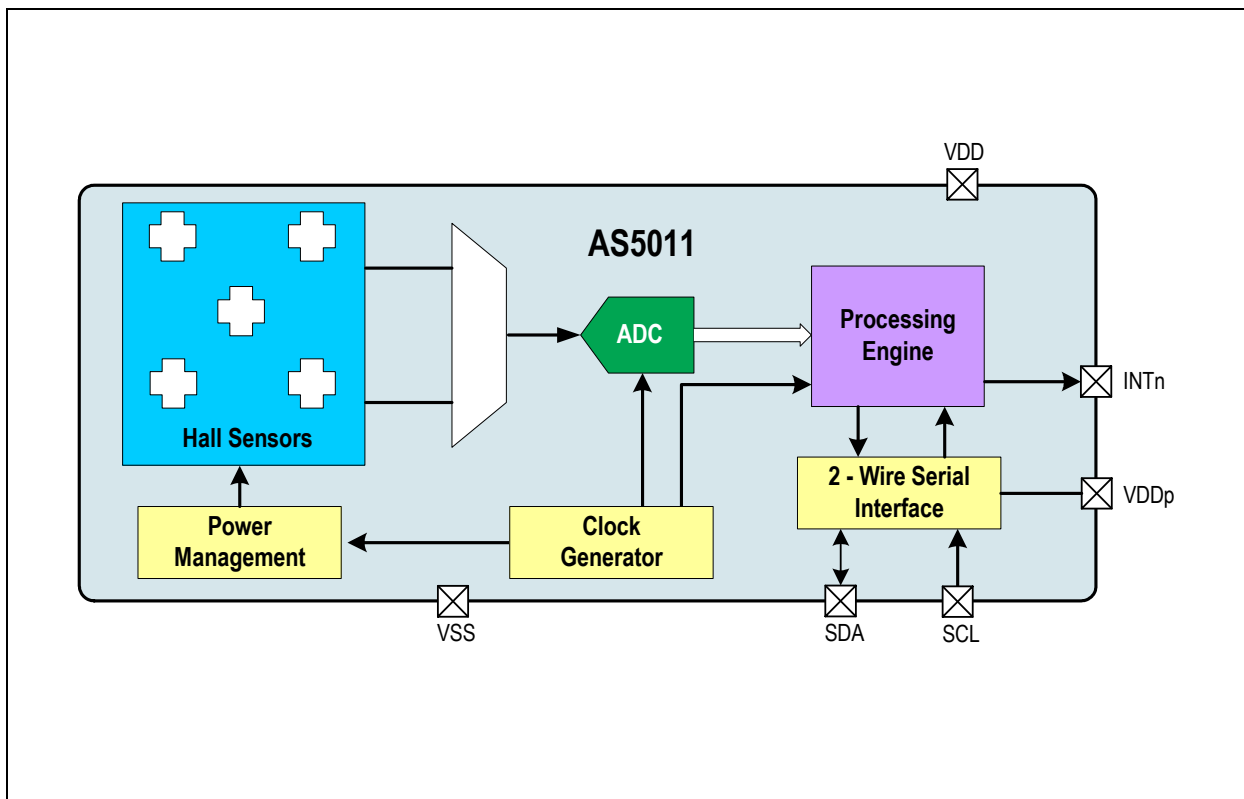 VDD
AS5011
ADC
Processing
Engine
Hall Sensors
INTn
2 - Wire Serial
Interface
VDDp
Power
Management
Clock
Generator
VSS
SDA
SCL